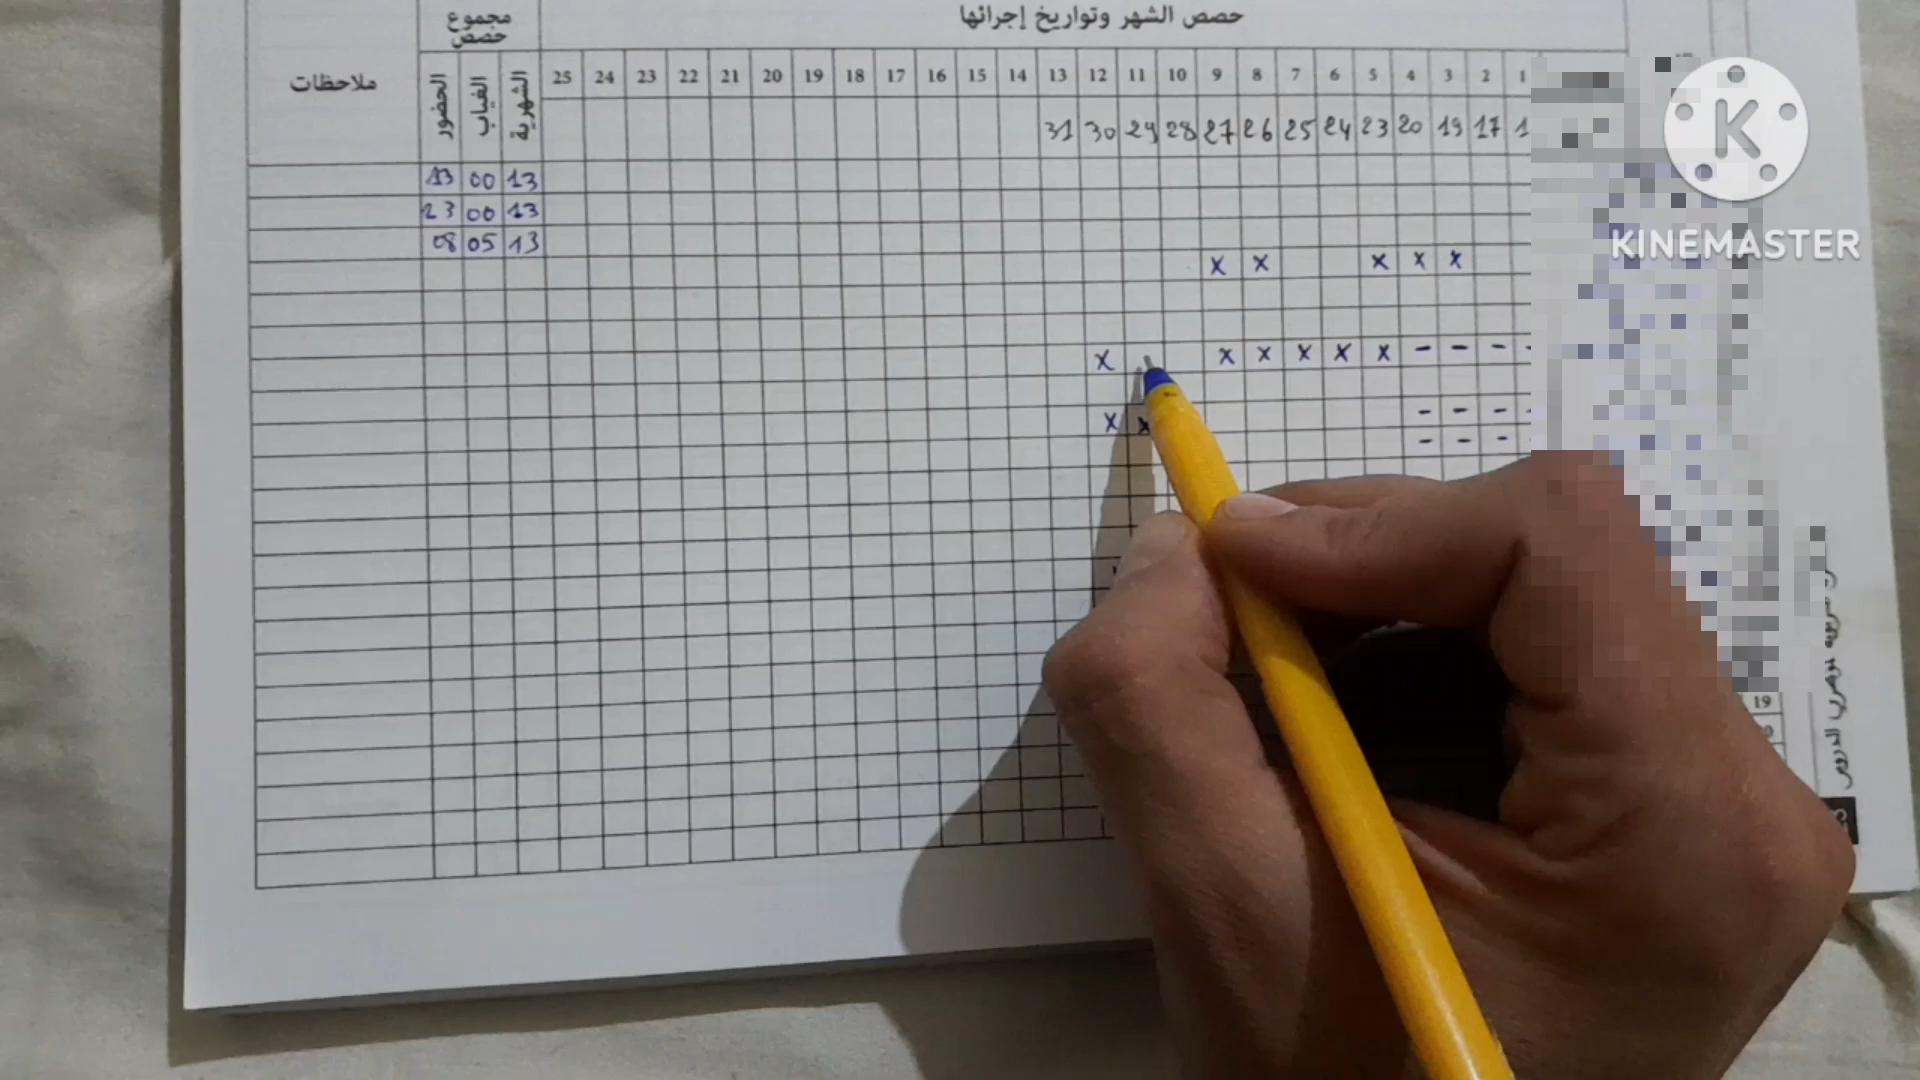 حصص الشهر وتواريخ إجرائها
مجموع حصص
1 2 3 4 5 6 7 8 9 10 11 12 13 14 15 16 17 18 19 20 21 22 23 24 25 الشهرية الغياب الحضور ملاحظات
17 19 20 23 24 25 26 27 28 29 30 31
13 00 13
13 00 23
13 05 08
x x x x x
- - - - x x x x x x
- - - - x x
- - -
19
الدروس
K
KINEMASTER